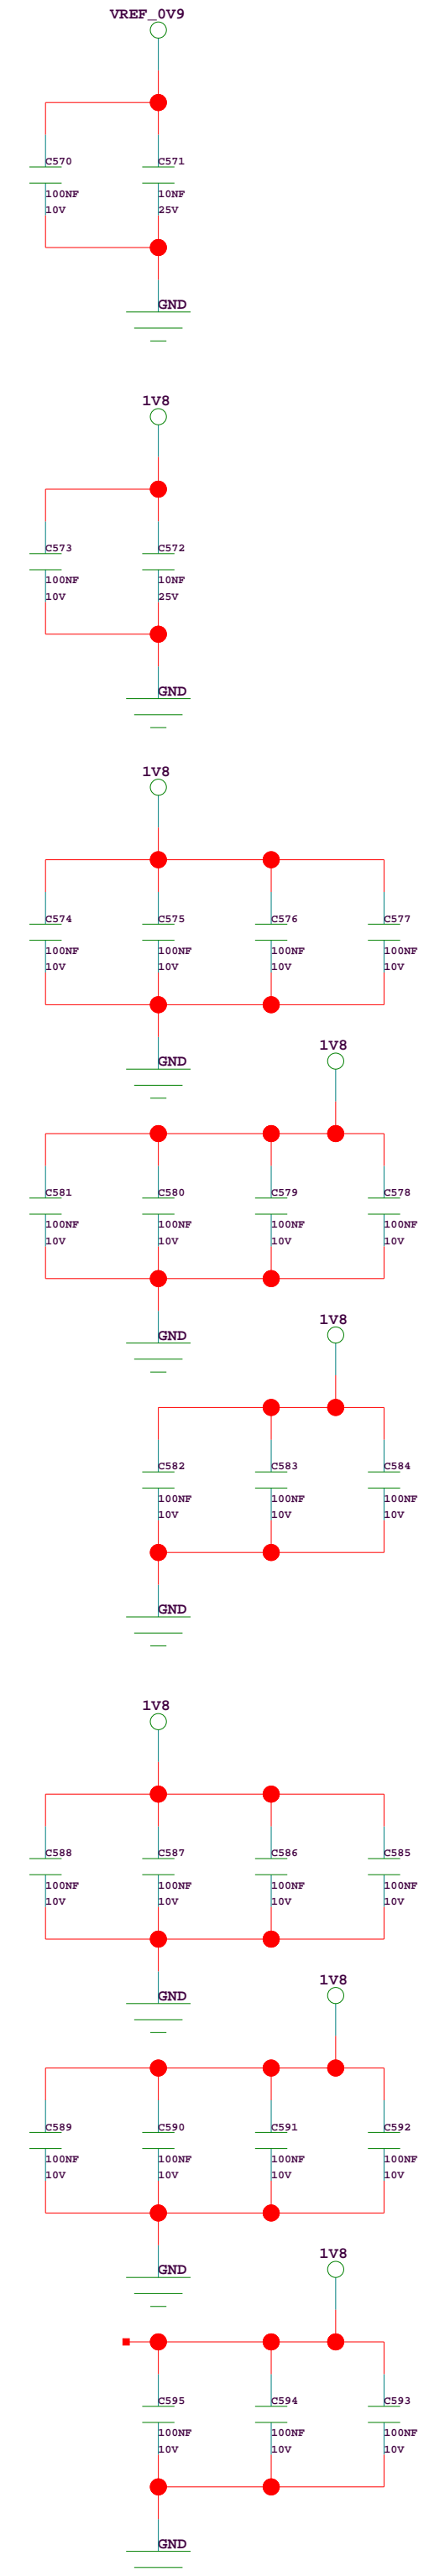 VREF_0V9
C570 C571
100NF 10NF
10V 25V
GND
1V8
C573 C572
100NF 10NF
10V 25V
GND
1V8
C574 C575 C576 C577
100NF 100NF 100NF 100NF
10V 10V 10V 10V
GND
1V8
C581 C580 C579 C578
100NF 100NF 100NF 100NF
10V 10V 10V 10V
GND
1V8
C582 C583 C584
100NF 100NF 100NF
10V 10V 10V
GND
1V8
C588 C587 C586 C585
100NF 100NF 100NF 100NF
10V 10V 10V 10V
GND
1V8
C589 C590 C591 C592
100NF 100NF 100NF 100NF
10V 10V 10V 10V
GND
1V8
C595 C594 C593
100NF 100NF 100NF
10V 10V 10V
GND